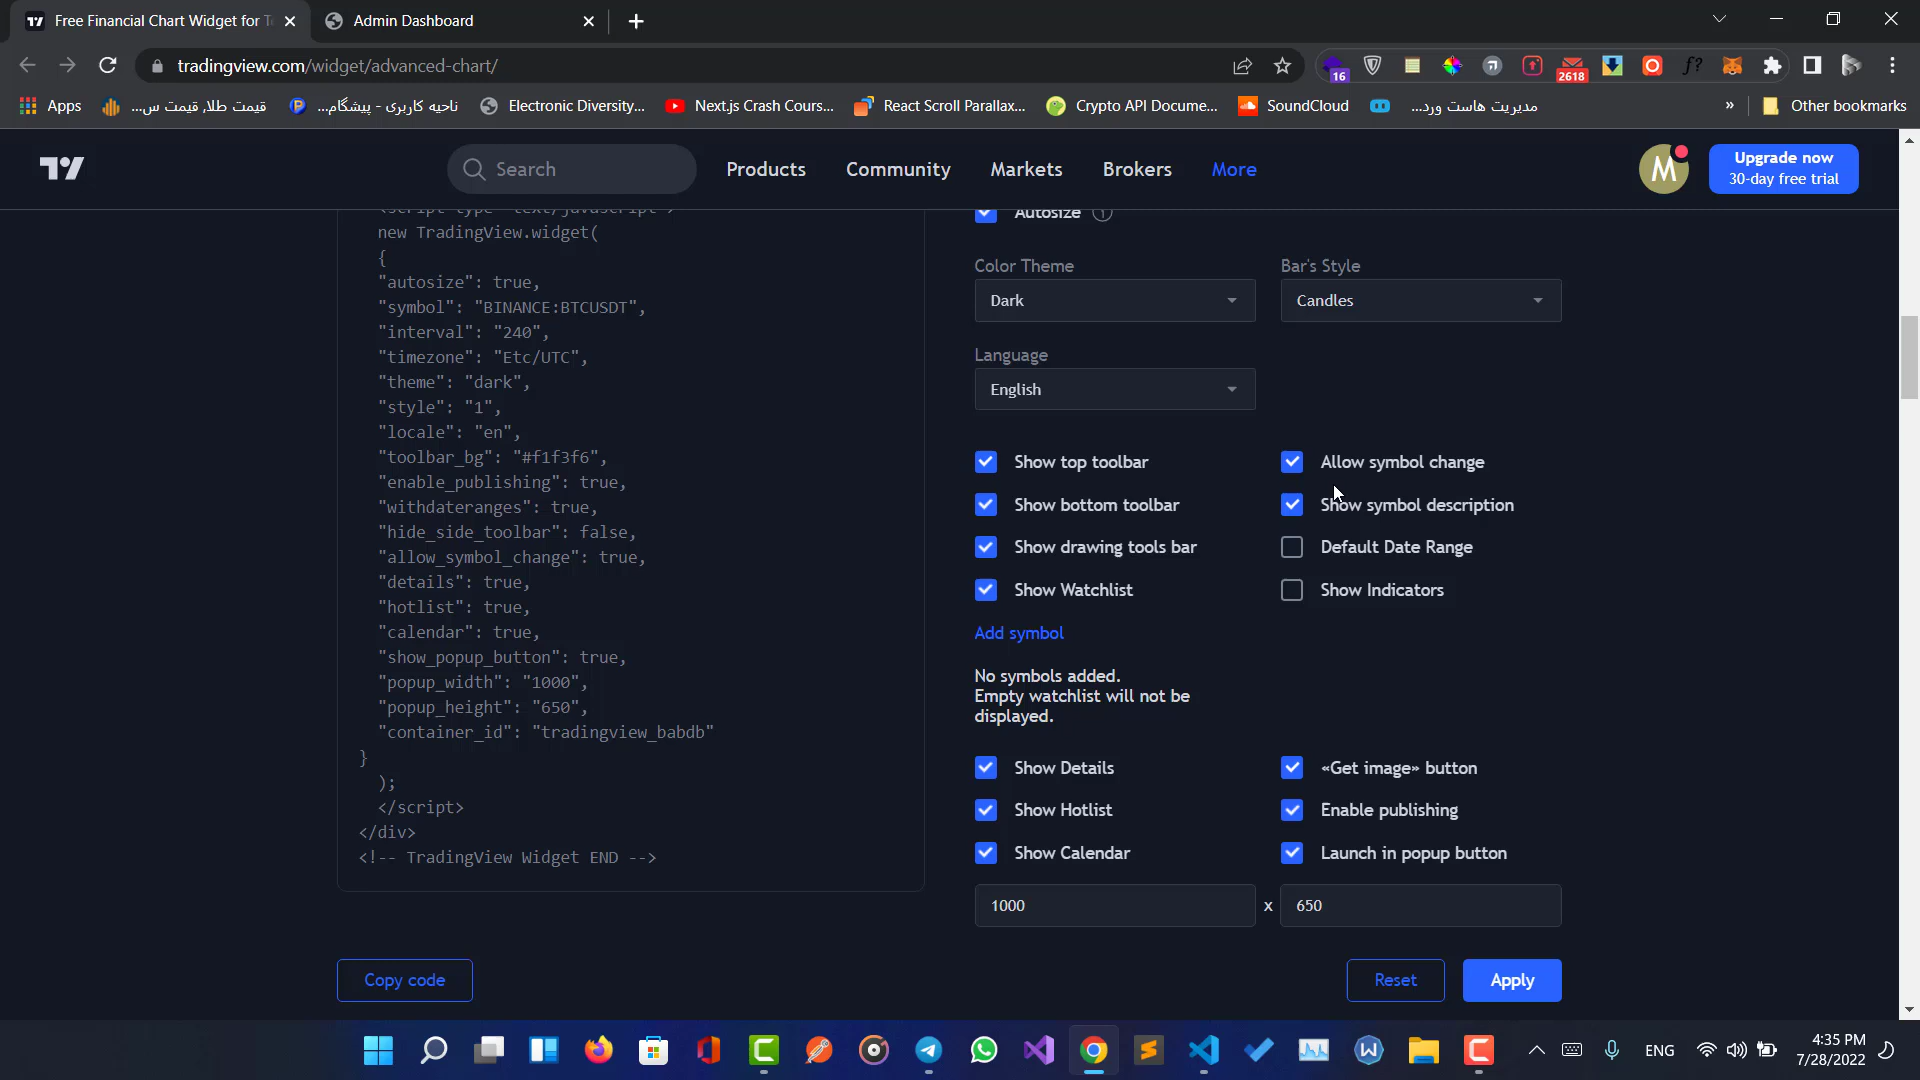 Free Financial Chart Widget for T
Admin Dashboard
tradingview.com/widget/advanced-chart/
16
2618
Apps
قیمت طلا, قیمت س...
ناحیه کاربری - پیشگام...
Electronic Diversity...
Next.js Crash Cours...
React Scroll Parallax...
Crypto API Docume...
SoundCloud
مدیریت هاست ورد...
»
Other bookmarks
Search
Products
Community
Markets
Brokers
More
M
Upgrade now
30-day free trial
<script type="text/javascript">
new TradingView.widget(
{
"autosize": true,
"symbol": "BINANCE:BTCUSDT",
"interval": "240",
"timezone": "Etc/UTC",
"theme": "dark",
"style": "1",
"locale": "en",
"toolbar_bg": "#f1f3f6",
"enable_publishing": true,
"withdateranges": true,
"hide_side_toolbar": false,
"allow_symbol_change": true,
"details": true,
"hotlist": true,
"calendar": true,
"show_popup_button": true,
"popup_width": "1000",
"popup_height": "650",
"container_id": "tradingview_babdb"
}
);
</script>
</div>
<!-- TradingView Widget END -->
Copy code
Autosize
Color Theme
Bar's Style
Dark
Candles
Language
English
Show top toolbar
Allow symbol change
Show bottom toolbar
Show symbol description
Show drawing tools bar
Default Date Range
Show Watchlist
Show Indicators
Add symbol
No symbols added.
Empty watchlist will not be
displayed.
Show Details
«Get image» button
Show Hotlist
Enable publishing
Show Calendar
Launch in popup button
1000 x 650
Reset
Apply
ENG
4:35 PM
7/28/2022